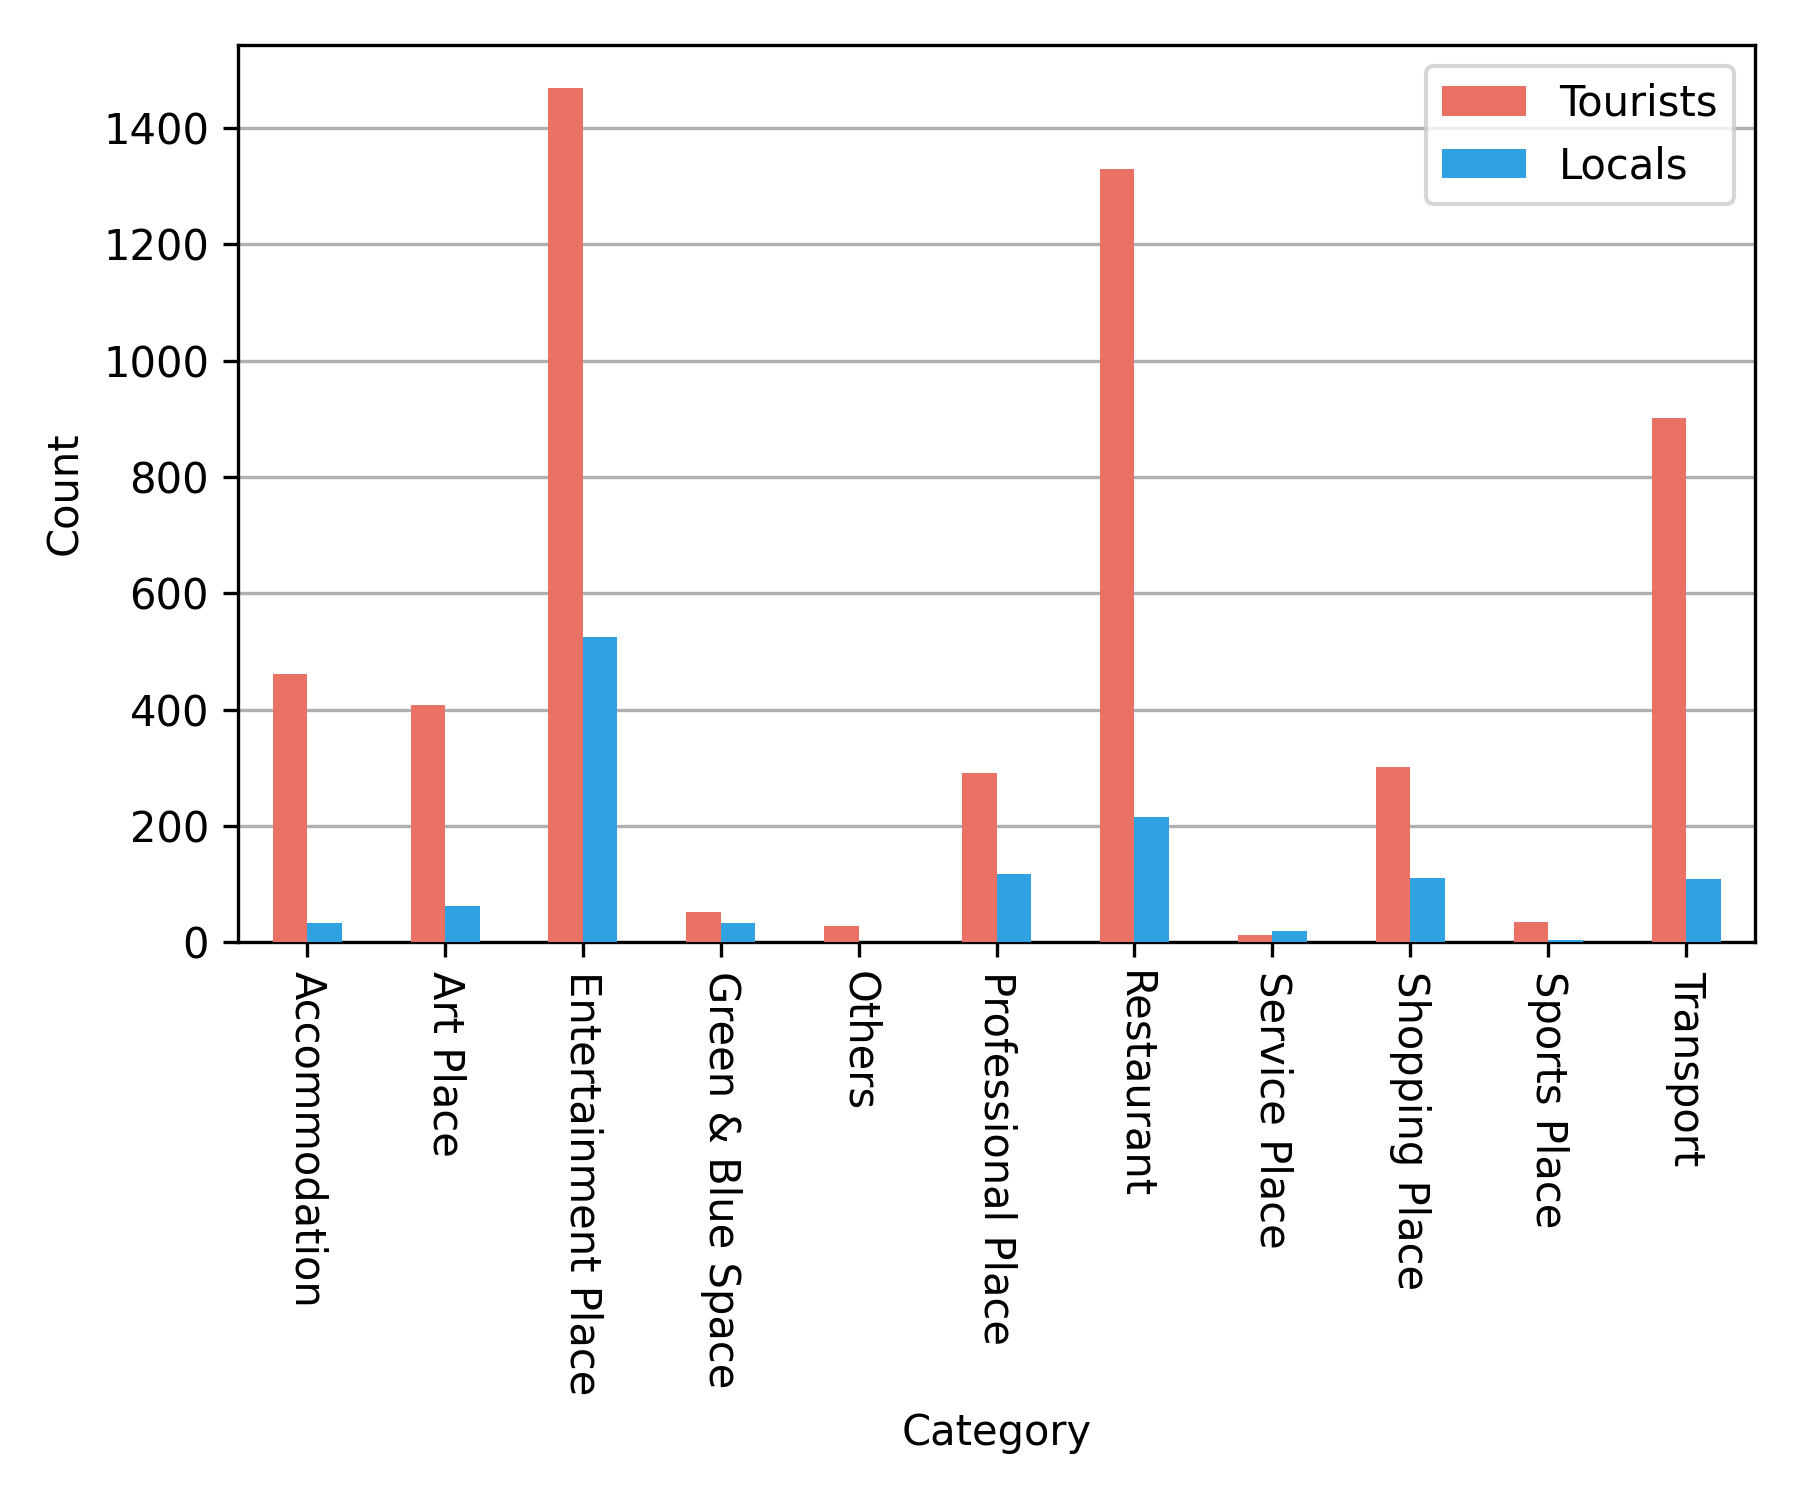 Tourists
Locals
1400
1200
1000
800
600
400
200
0
Count
Accommodation
Art Place
Entertainment Place
Green & Blue Space
Others
Professional Place
Restaurant
Service Place
Shopping Place
Sports Place
Transport
Category